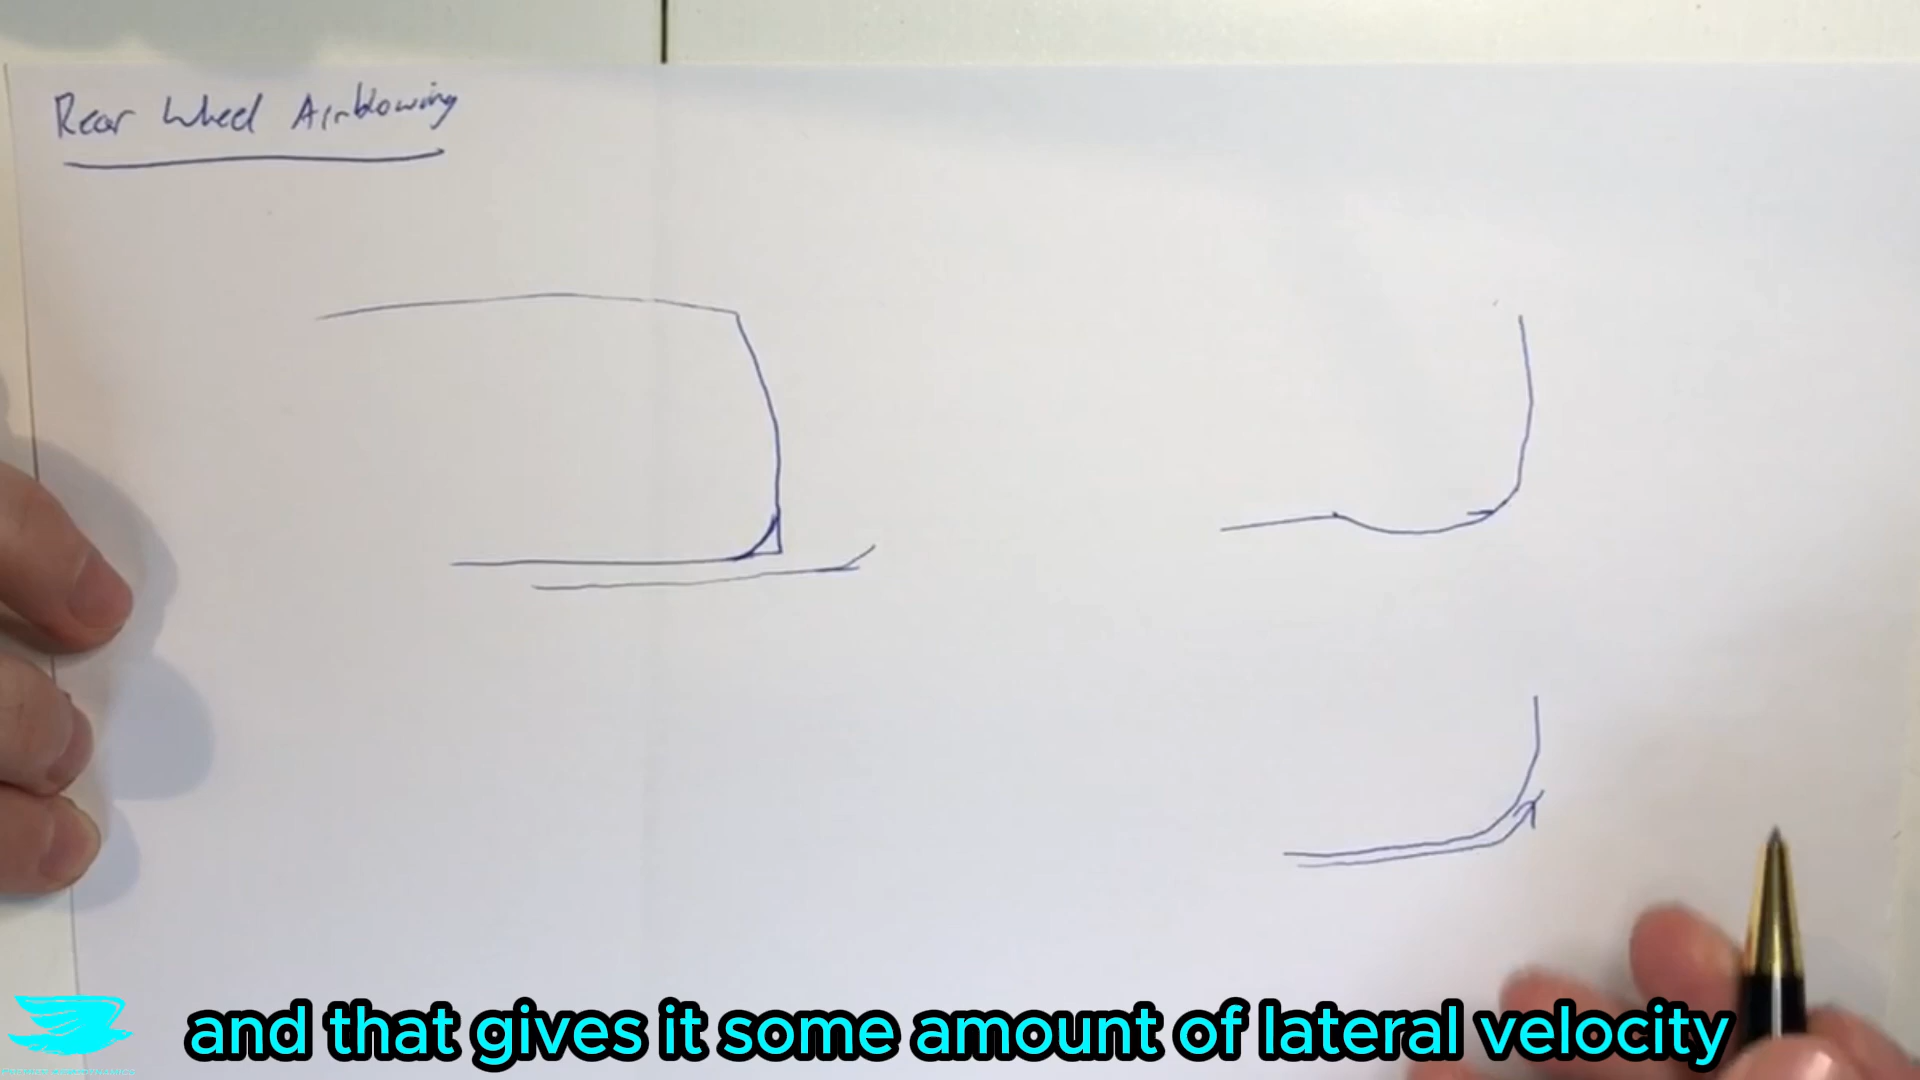 Rear Wheel Airblowing
and that gives it some amount of lateral velocity